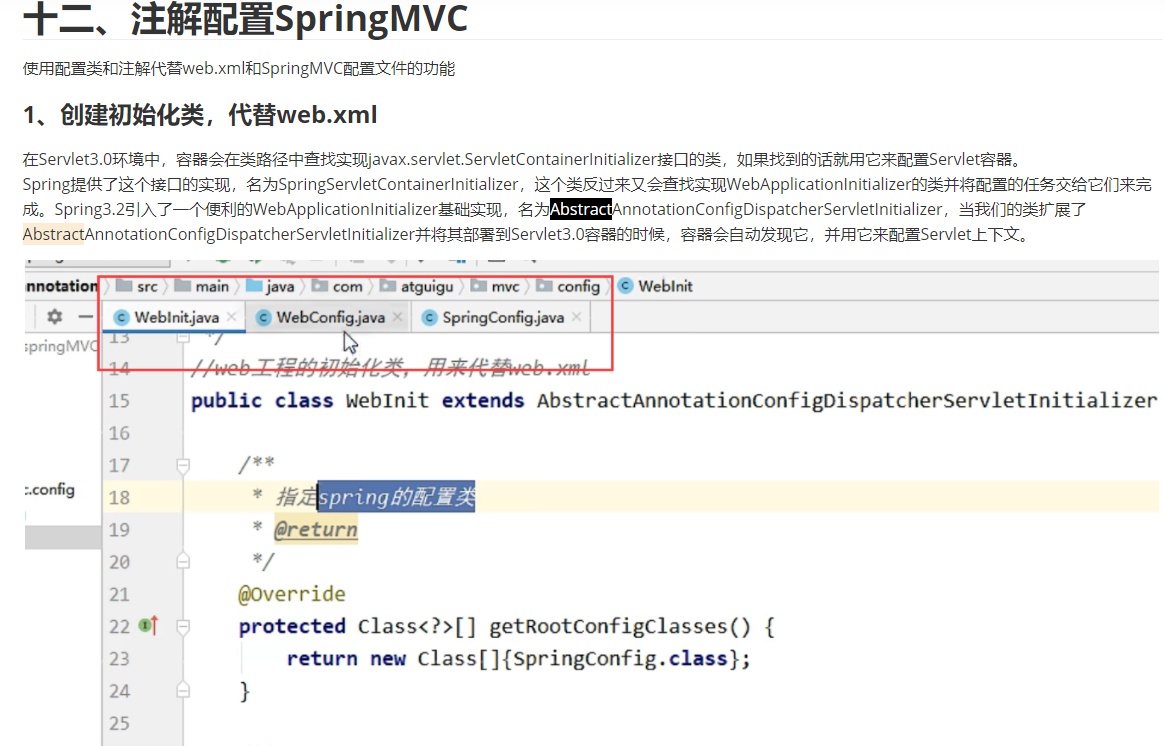 十二、注解配置SpringMVC
使用配置类和注解代替web.xml和SpringMVC配置文件的功能
1、创建初始化类，代替web.xml
在Servlet3.0环境中，容器会在类路径中查找实现javax.servlet.ServletContainerInitializer接口的类，如果找到的话就用它来配置Servlet容器。
Spring提供了这个接口的实现，名为SpringServletContainerInitializer，这个类反过来又会查找实现WebApplicationInitializer的类并将配置的任务交给它们来完
成。Spring3.2引入了一个便利的WebApplicationInitializer基础实现，名为AbstractAnnotationConfigDispatcherServletInitializer，当我们的类扩展了
AbstractAnnotationConfigDispatcherServletInitializer并将其部署到Servlet3.0容器的时候，容器会自动发现它，并用它来配置Servlet上下文。
nnotation src main java com atguigu mvc config WebInit
WebInit.java WebConfig.java SpringConfig.java
springMVC
13 */
14 //web工程的初始化类，用来代替web.xml
15 public class WebInit extends AbstractAnnotationConfigDispatcherServletInitializer
16
17 /**
c.config
18 * 指定spring的配置类
19 * @return
20 */
21 @Override
22 protected Class<?>[] getRootConfigClasses() {
23 return new Class[]{SpringConfig.class};
24 }
25